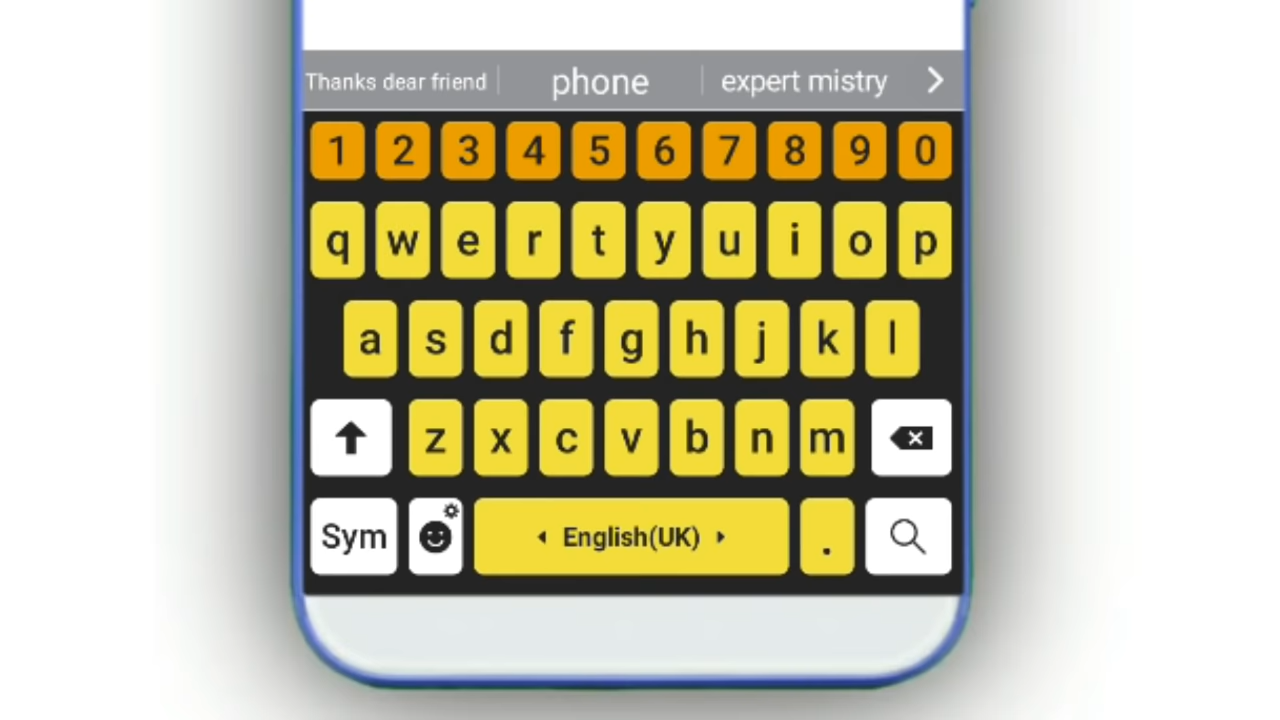 Thanks dear friend phone expert mistry
1 2 3 4 5 6 7 8 9 0
q w e r t y u i o p
a s d f g h j k l
z x c v b n m
Sym English(UK) .